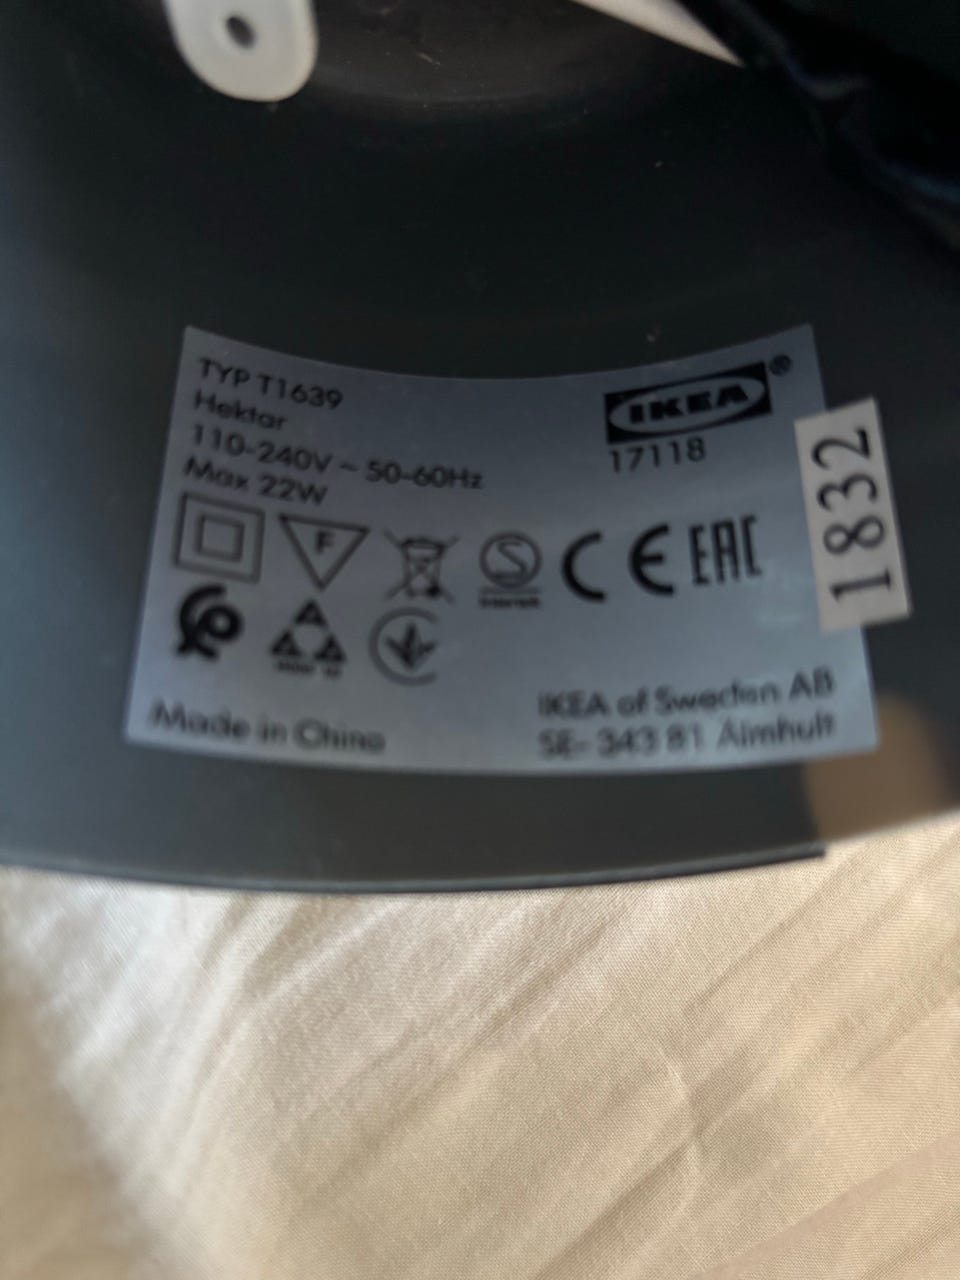 TYP T1639
Hektar
110-240V ~ 50-60Hz
Max 22W
IKEA®
17118
1832
F
S
CE EAC
Made in China
IKEA of Sweden AB
SE- 343 81 Älmhult